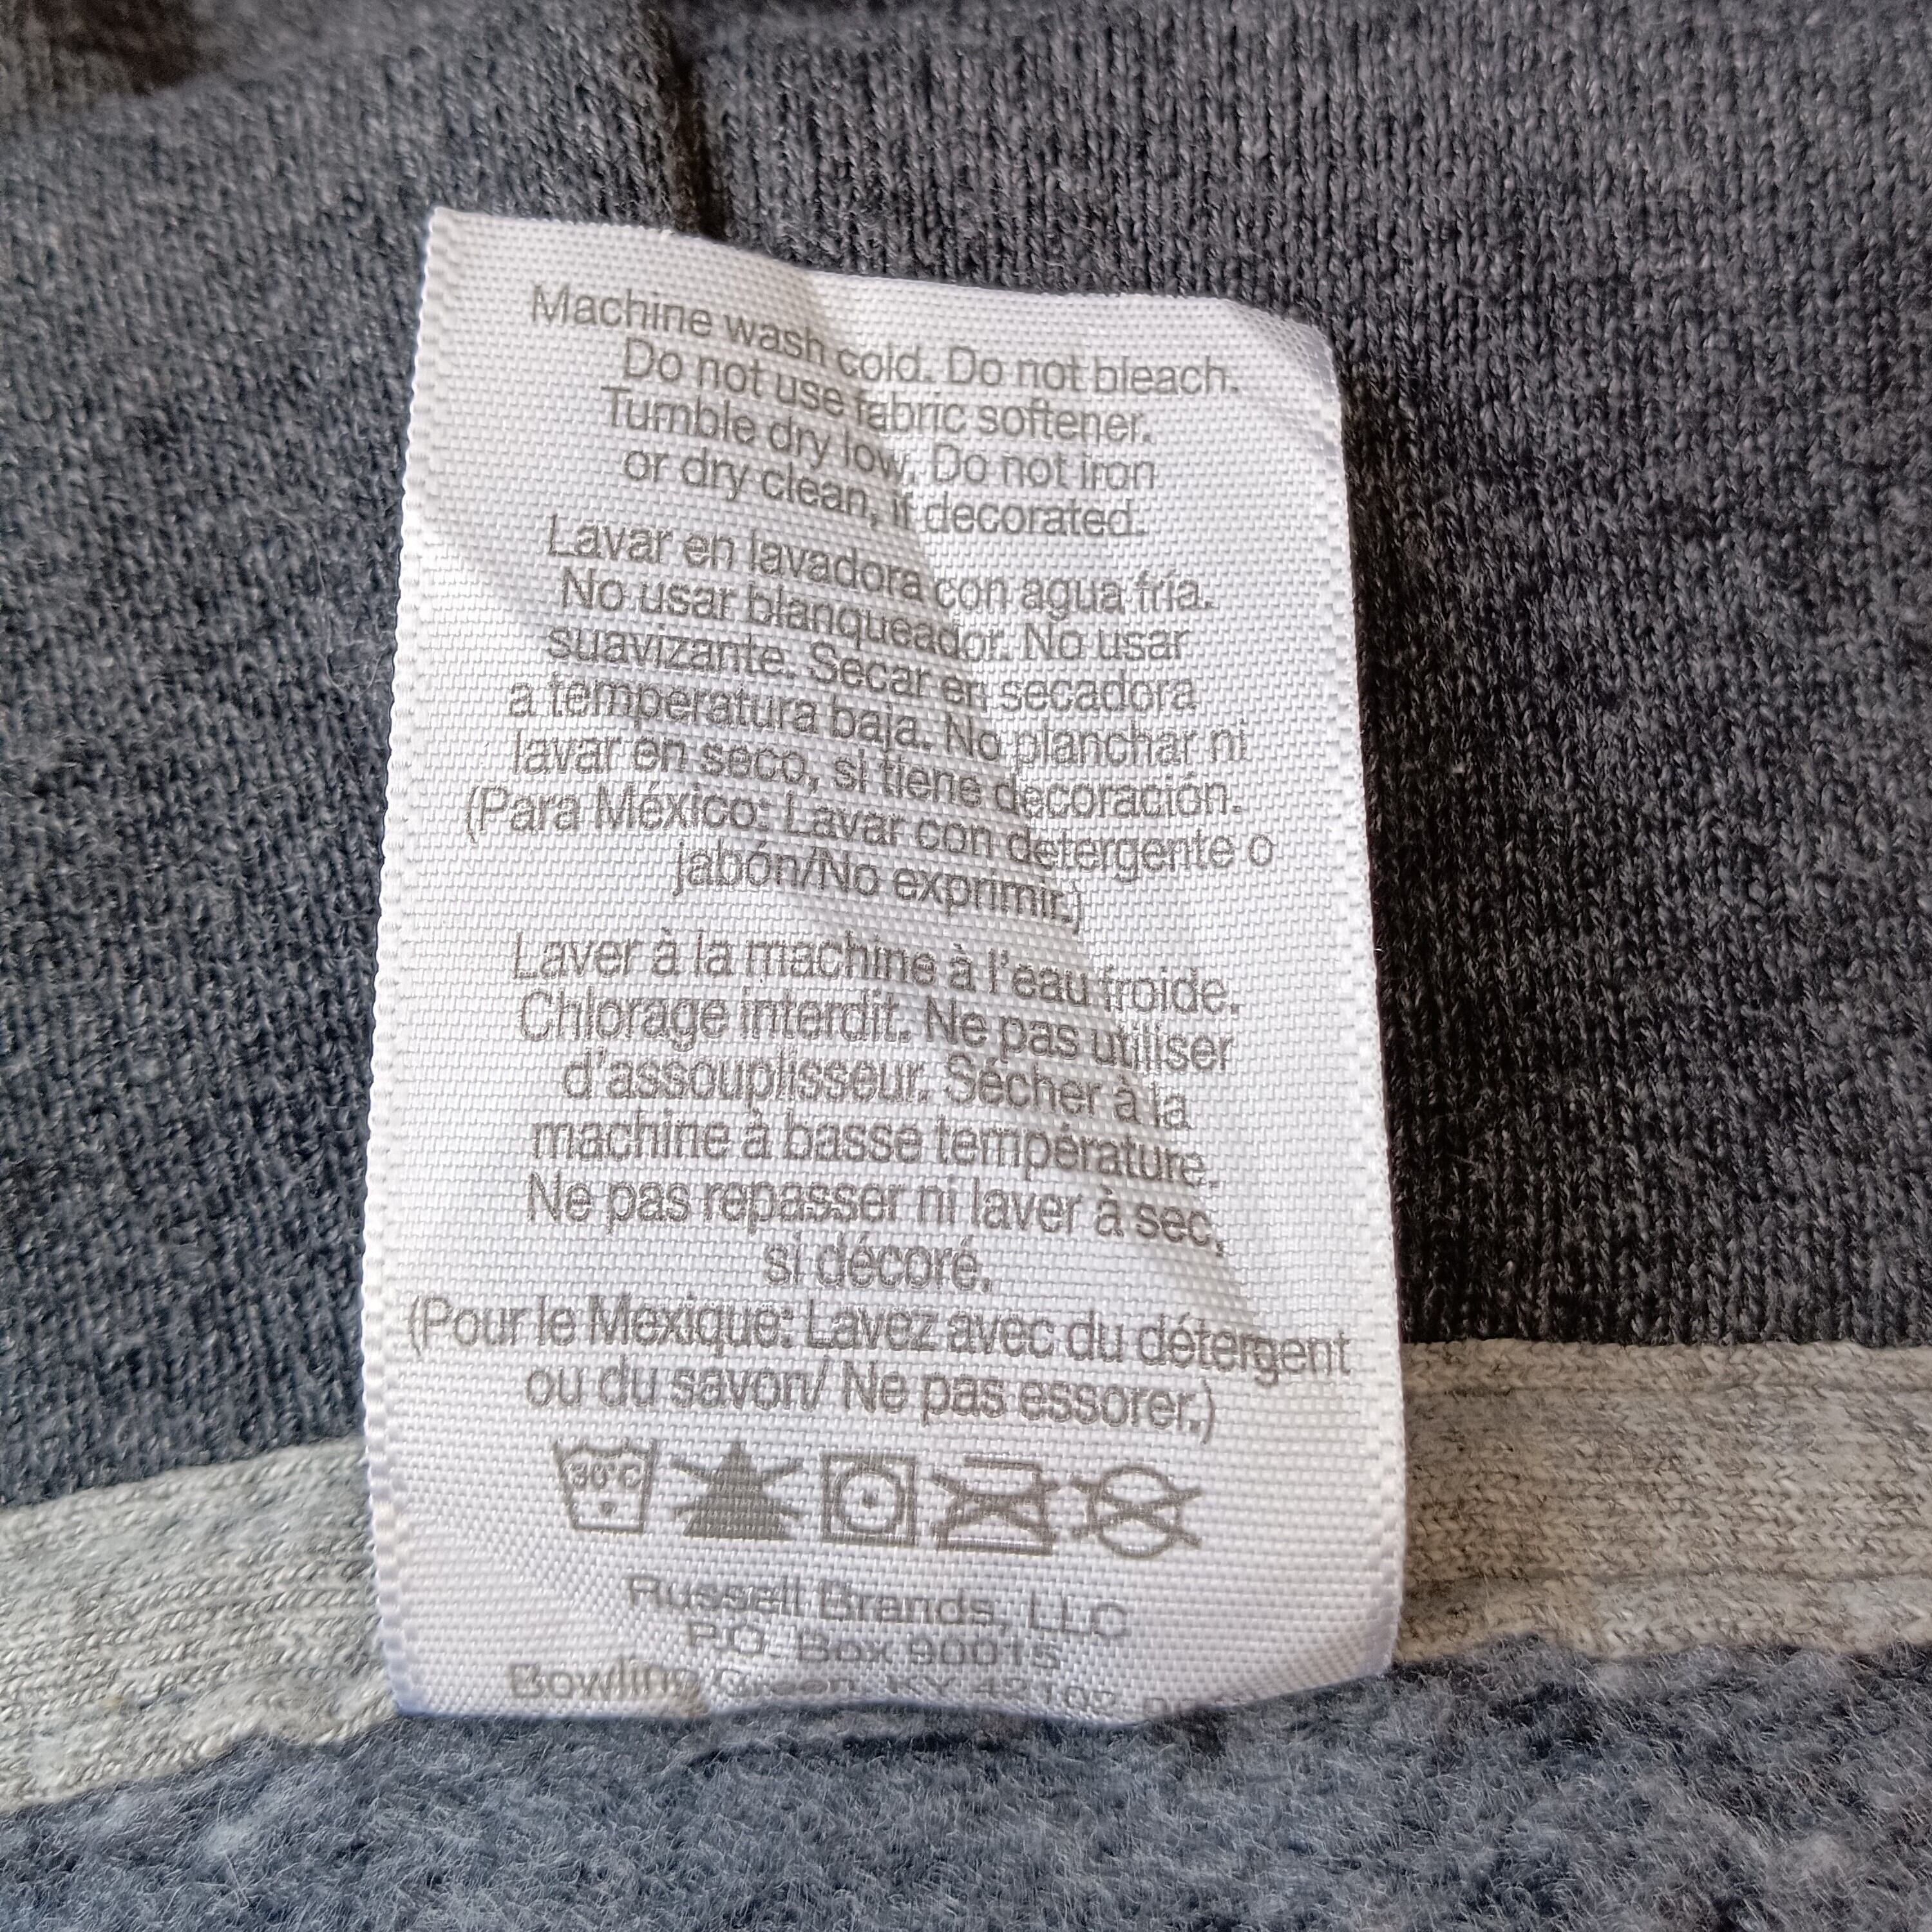 Machine wash cold. Do not bleach.
Do not use fabric softener.
Tumble dry low. Do not iron
or dry clean, if decorated.
Lavar en lavadora con agua fría.
No usar blanqueador. No usar
suavizante. Secar en secadora
a temperatura baja. No planchar ni
lavar en seco, si tiene decoración.
(Para México: Lavar con detergente o
jabón/No exprimir.)
Laver à la machine à l'eau froide.
Chlorage interdit. Ne pas utiliser
d'assouplisseur. Sécher à la
machine à basse température.
Ne pas repasser ni laver à sec,
si décoré.
(Pour le Mexique: Lavez avec du détergent
ou du savon/ Ne pas essorer.)
30°C
Russell Brands, LLC
P.O. Box 90015
Bowling Green, KY